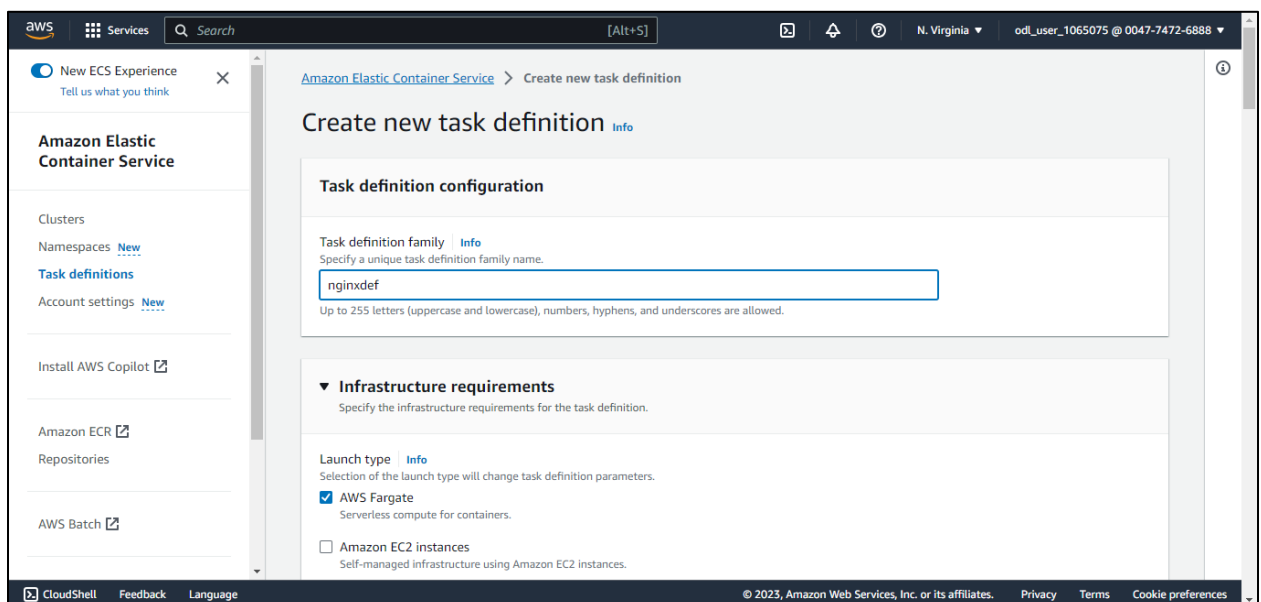 aws
Services
Search
[Alt+S]
N. Virginia ▼
odl_user_1065075 @ 0047-7472-6888 ▼
New ECS Experience
Tell us what you think
Amazon Elastic
Container Service
Clusters
Namespaces New
Task definitions
Account settings New
Install AWS Copilot
Amazon ECR
Repositories
AWS Batch
Amazon Elastic Container Service > Create new task definition
Create new task definition Info
Task definition configuration
Task definition family Info
Specify a unique task definition family name.
nginxdef
Up to 255 letters (uppercase and lowercase), numbers, hyphens, and underscores are allowed.
▼ Infrastructure requirements
Specify the infrastructure requirements for the task definition.
Launch type Info
Selection of the launch type will change task definition parameters.
AWS Fargate
Serverless compute for containers.
Amazon EC2 instances
Self-managed infrastructure using Amazon EC2 instances.
CloudShell Feedback Language
© 2023, Amazon Web Services, Inc. or its affiliates. Privacy Terms Cookie preferences